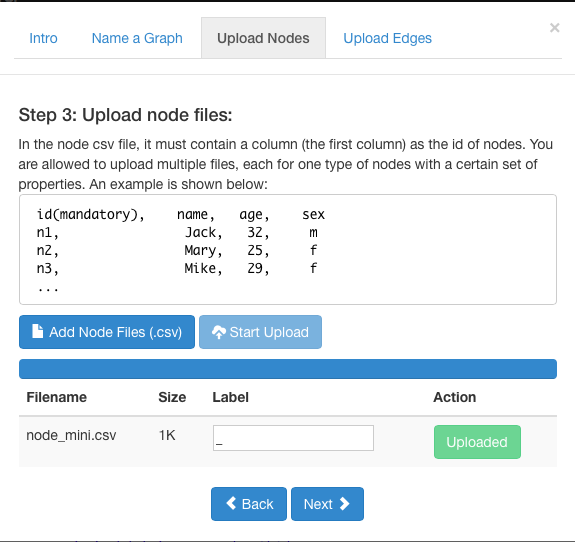 Intro Name a Graph Upload Nodes Upload Edges ×
Step 3: Upload node files:
In the node csv file, it must contain a column (the first column) as the id of nodes. You
are allowed to upload multiple files, each for one type of nodes with a certain set of
properties. An example is shown below:
id(mandatory), name, age, sex
n1, Jack, 32, m
n2, Mary, 25, f
n3, Mike, 29, f
...
Add Node Files (.csv) Start Upload
Filename Size Label Action
node_mini.csv 1K _ Uploaded
Back Next